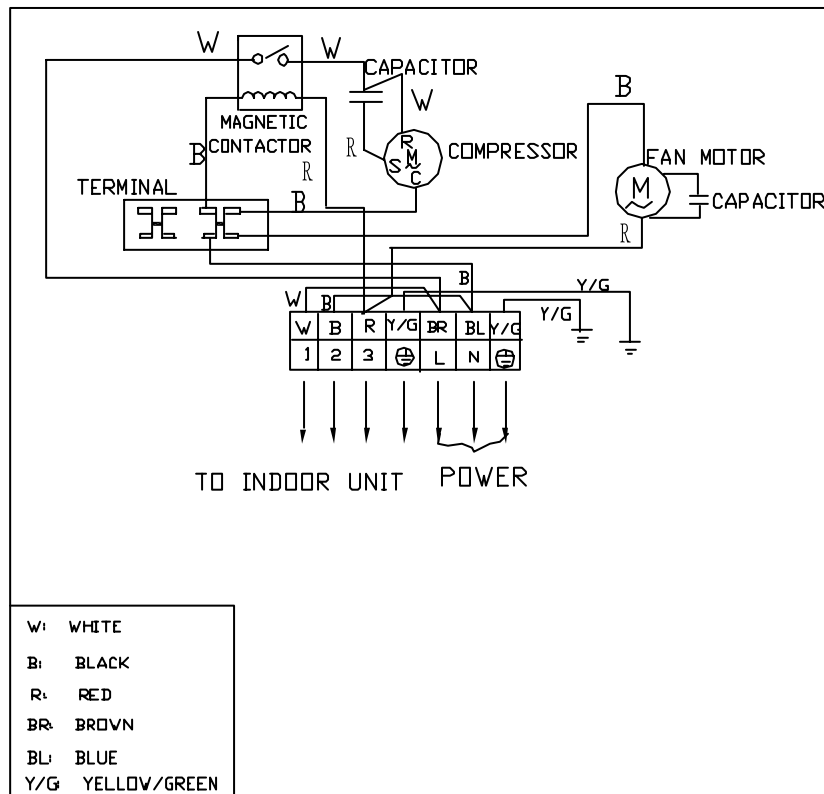 W
W
CAPACITOR
W
B
MAGNETIC
CONTACTOR
B
R
R
R
M
S
C
COMPRESSOR
FAN MOTOR
M
CAPACITOR
R
TERMINAL
B
B
Y/G
Y/G
W
B
W B R Y/G BR BL Y/G
1 2 3 L N
TO INDOOR UNIT
POWER
W: WHITE
B: BLACK
R: RED
BR: BROWN
BL: BLUE
Y/G: YELLOW/GREEN